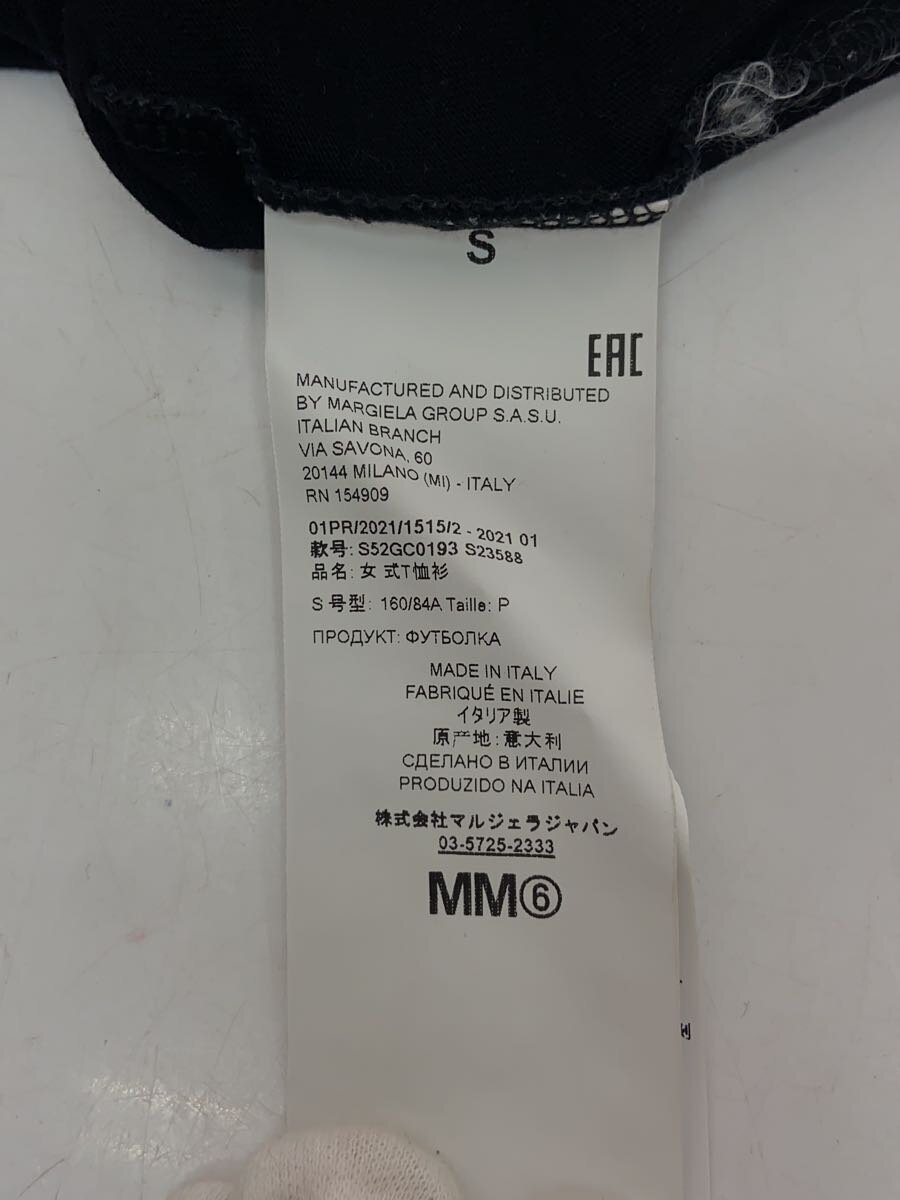 S
EAC
MANUFACTURED AND DISTRIBUTED
BY MARGIELA GROUP S.A.S.U.
ITALIAN BRANCH
VIA SAVONA, 60
20144 MILANO (MI) - ITALY
RN 154909
01PR/2021/1515/2 - 2021 01
款号: S52GC0193 S23588
品名: 女式T恤衫
S 号型: 160/84A Taille: P
ПРОДУКТ: ФУТБОЛКА
MADE IN ITALY
FABRIQUÉ EN ITALIE
イタリア製
原产地: 意大利
СДЕЛАНО В ИТАЛИИ
PRODUZIDO NA ITALIA
株式会社マルジェラジャパン
03-5725-2333
MM⑥